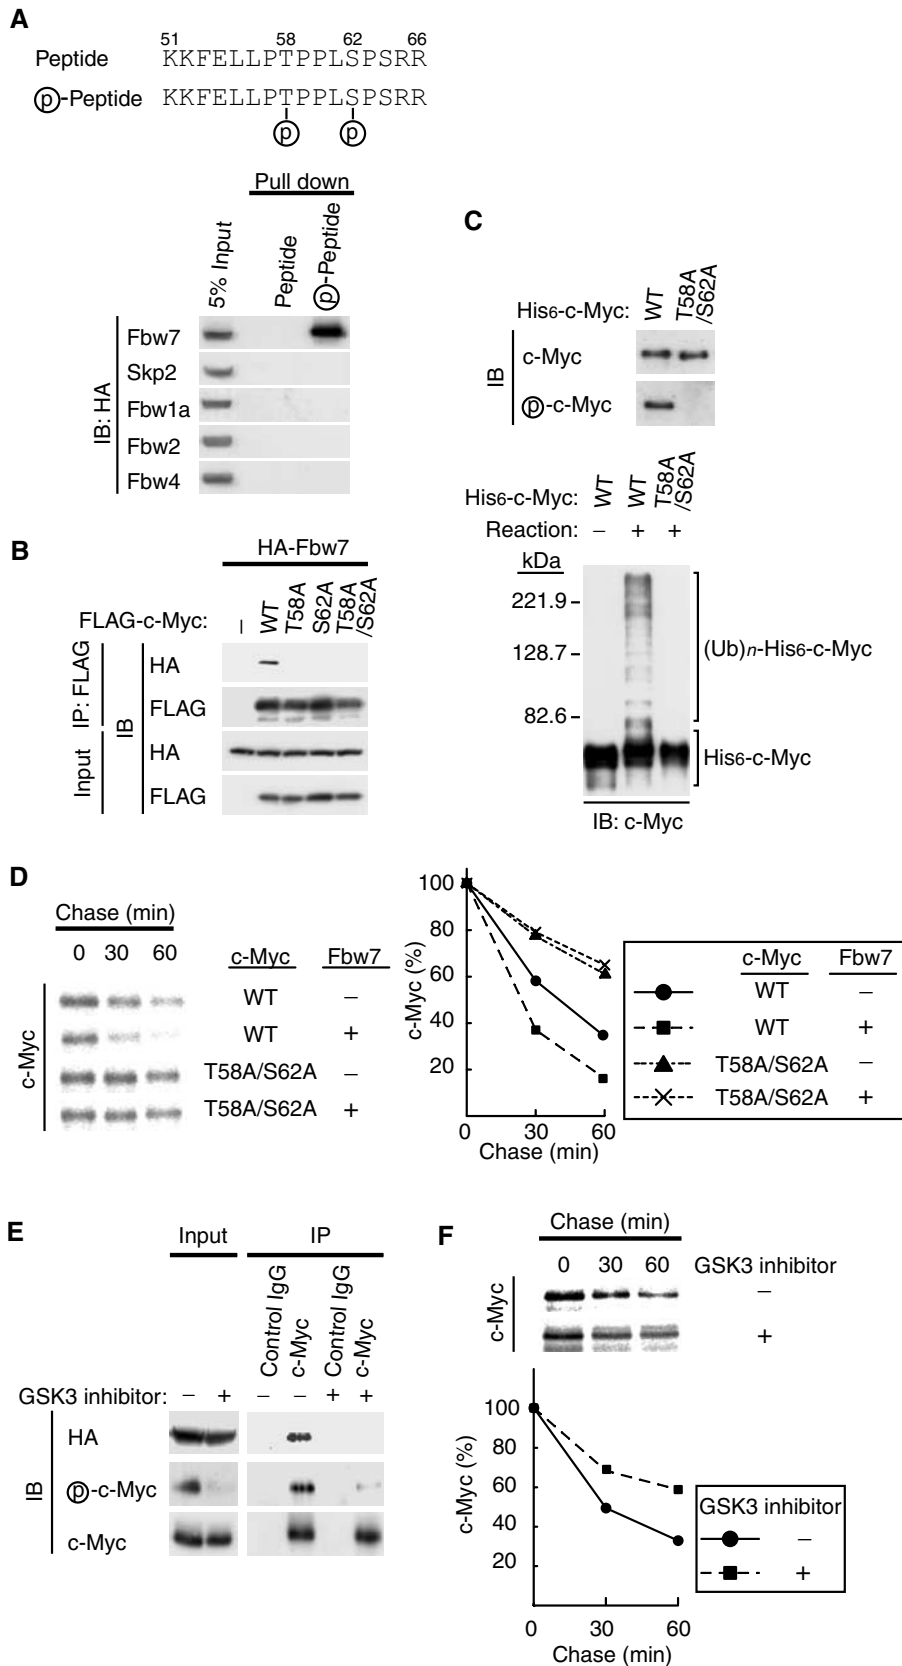 A
51 58 62 66
Peptide KKFELLPTPPLSPSRR
ⓟ-Peptide KKFELLPTPPLSPSRR
ⓟ ⓟ
Pull down
5% Input
Peptide
ⓟ-Peptide
IB: HA
Fbw7
Skp2
Fbw1a
Fbw2
Fbw4
B
HA-Fbw7
FLAG-c-Myc: – WT T58A S62A T58A/S62A
IP: FLAG
Input
IB
HA
FLAG
HA
FLAG
C
His6-c-Myc: WT T58A/S62A
IB
c-Myc
ⓟ-c-Myc
His6-c-Myc: WT WT T58A/S62A
Reaction: – + +
kDa
221.9
128.7
82.6
(Ub)n-His6-c-Myc
His6-c-Myc
IB: c-Myc
D
Chase (min)
0 30 60
c-Myc Fbw7
c-Myc
WT –
WT +
T58A/S62A –
T58A/S62A +
c-Myc (%)
100
80
60
40
20
0 30 60
Chase (min)
c-Myc Fbw7
WT –
WT +
T58A/S62A –
T58A/S62A +
E
Input IP
Control IgG
c-Myc
Control IgG
c-Myc
GSK3 inhibitor: – + – – + +
IB
HA
ⓟ-c-Myc
c-Myc
F
Chase (min)
0 30 60 GSK3 inhibitor
c-Myc
–
+
c-Myc (%)
100
80
60
40
20
0 30 60
Chase (min)
GSK3 inhibitor
–
+